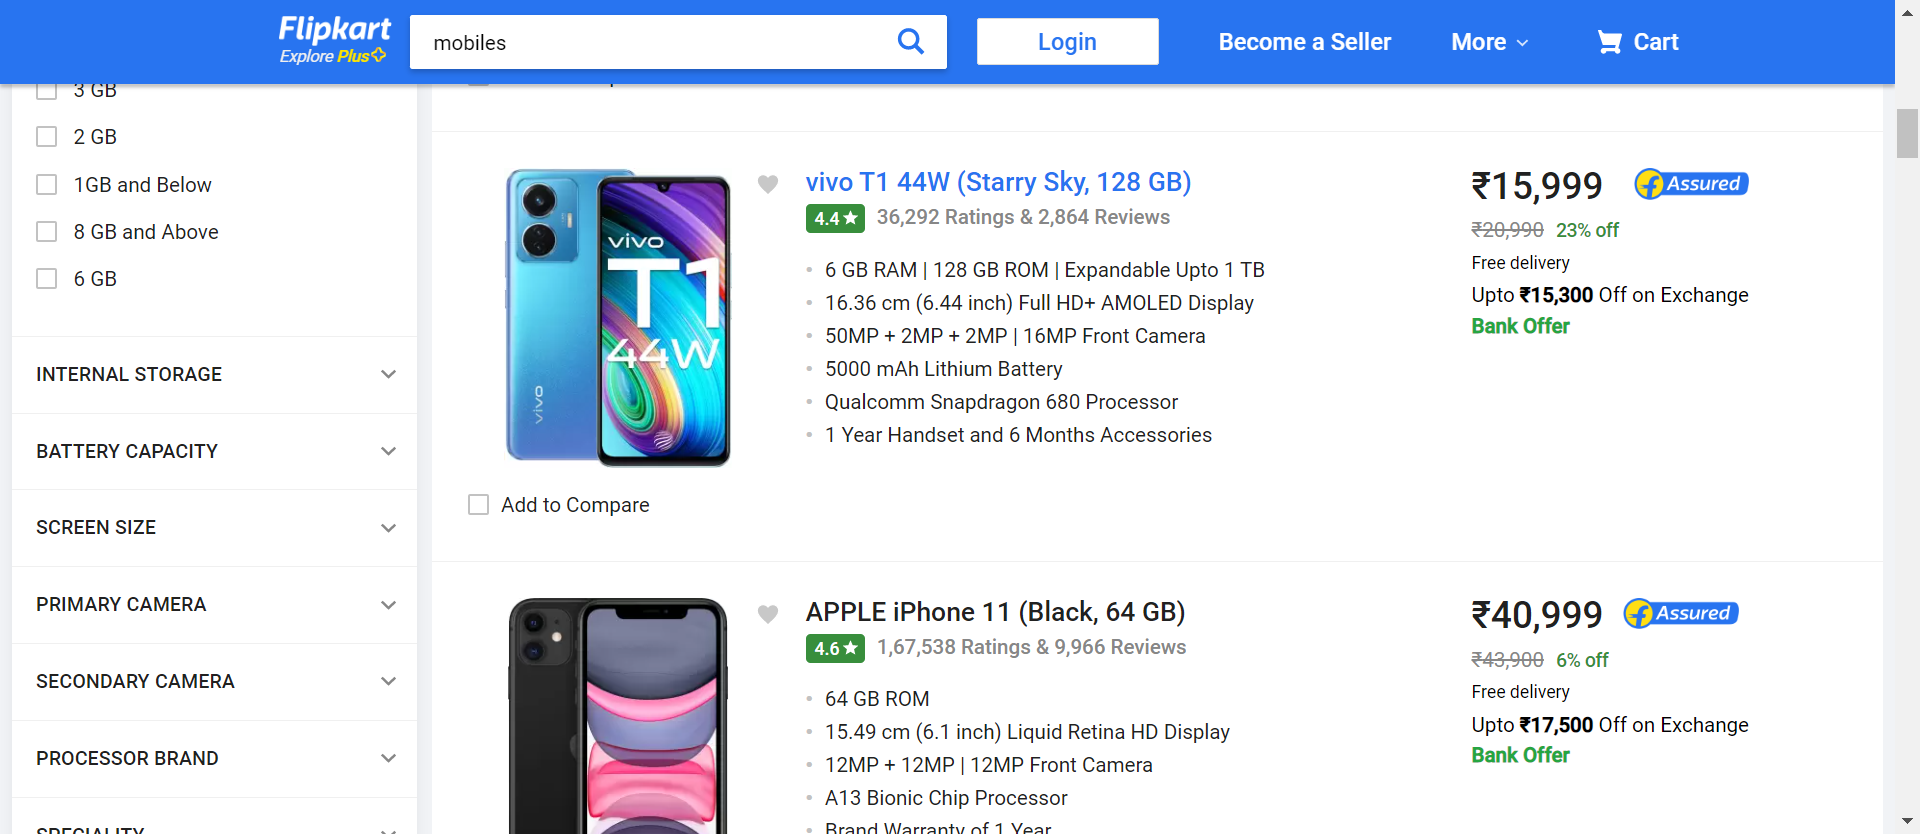 Flipkart
Explore Plus
mobiles
Login
Become a Seller
More
Cart
3 GB
2 GB
1GB and Below
8 GB and Above
6 GB
INTERNAL STORAGE
BATTERY CAPACITY
SCREEN SIZE
PRIMARY CAMERA
SECONDARY CAMERA
PROCESSOR BRAND
SPECIALITY
vivo
T1
44W
vivo
Add to Compare
vivo T1 44W (Starry Sky, 128 GB)
4.4★ 36,292 Ratings & 2,864 Reviews
6 GB RAM | 128 GB ROM | Expandable Upto 1 TB
16.36 cm (6.44 inch) Full HD+ AMOLED Display
50MP + 2MP + 2MP | 16MP Front Camera
5000 mAh Lithium Battery
Qualcomm Snapdragon 680 Processor
1 Year Handset and 6 Months Accessories
₹15,999 Assured
₹20,990 23% off
Free delivery
Upto ₹15,300 Off on Exchange
Bank Offer
APPLE iPhone 11 (Black, 64 GB)
4.6★ 1,67,538 Ratings & 9,966 Reviews
64 GB ROM
15.49 cm (6.1 inch) Liquid Retina HD Display
12MP + 12MP | 12MP Front Camera
A13 Bionic Chip Processor
Brand Warranty of 1 Year
₹40,999 Assured
₹43,900 6% off
Free delivery
Upto ₹17,500 Off on Exchange
Bank Offer